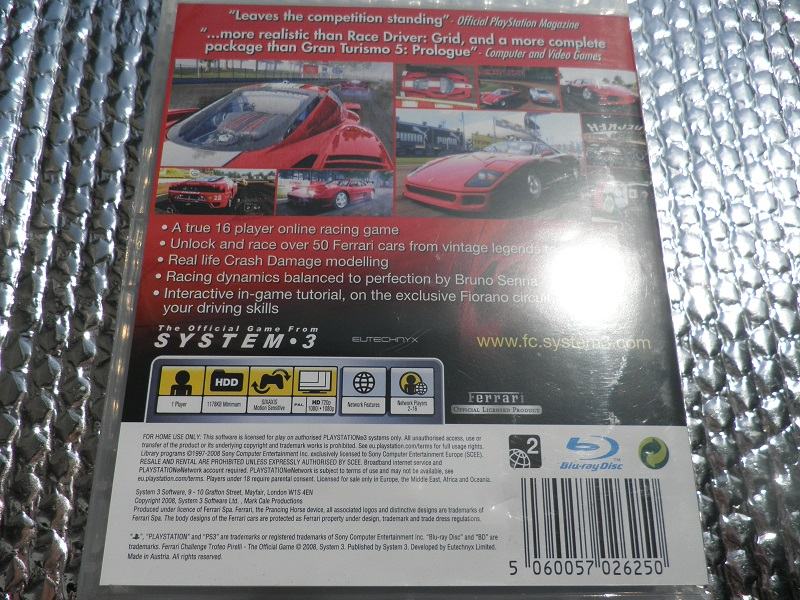 "Leaves the competition standing" - Official PlayStation Magazine
"...more realistic than Race Driver: Grid, and a more complete
package than Gran Turismo 5: Prologue" - Computer and Video Games
• A true 16 player online racing game
• Unlock and race over 50 Ferrari cars from vintage legends
• Real life Crash Damage modelling
• Racing dynamics balanced to perfection by Bruno Senna
• Interactive in-game tutorial, on the exclusive Fiorano
your driving skills
The Official Game From
SYSTEM•3
EUTECHNYX
www.fc.system3.com
1 Player
HDD
1176KB Minimum
SIXAXIS
Motion Sensitive
PAL
HD 720p
1080i 1080p
Network Features
Network Players
2-16
Ferrari
OFFICIAL LICENSED PRODUCT
FOR HOME USE ONLY: This software is licensed for play on authorised PLAYSTATION®3 systems only. All unauthorised access, use or
transfer of the product or its underlying copyright and trademark works is prohibited. See eu.playstation.com/terms for full usage rights.
Library programs ©1997-2008 Sony Computer Entertainment Inc. exclusively licensed to Sony Computer Entertainment Europe (SCEE).
RESALE AND RENTAL ARE PROHIBITED UNLESS EXPRESSLY AUTHORISED BY SCEE. Broadband internet service and
PLAYSTATION®Network account required. PLAYSTATION®Network is subject to terms of use and may not be available, see
eu.playstation.com/terms. Players under 18 require parental consent. Licensed for sale only in Europe, the Middle East, Africa and Oceania.
2
Blu-ray Disc
System 3 Software, 9 - 10 Grafton Street, Mayfair, London W1S 4EN
Copyright 2008, System 3 Software Ltd. , Mark Cale Productions
Produced under licence of Ferrari Spa. Ferrari, the Prancing Horse device, all associated logos and distinctive designs are trademarks of
Ferrari Spa. The body designs of the Ferrari cars are protected as Ferrari property under design, trademark and trade dress regulations.
"PLAYSTATION" and "PS3" are trademarks or registered trademarks of Sony Computer Entertainment Inc. "Blu-ray Disc" and "BD" are
trademarks. Ferrari Challenge Trofeo Pirelli - The Official Game © 2008, System 3. Published by System 3. Developed by Eutechnyx Limited.
Made in Austria. All rights reserved.
5 060057 026250